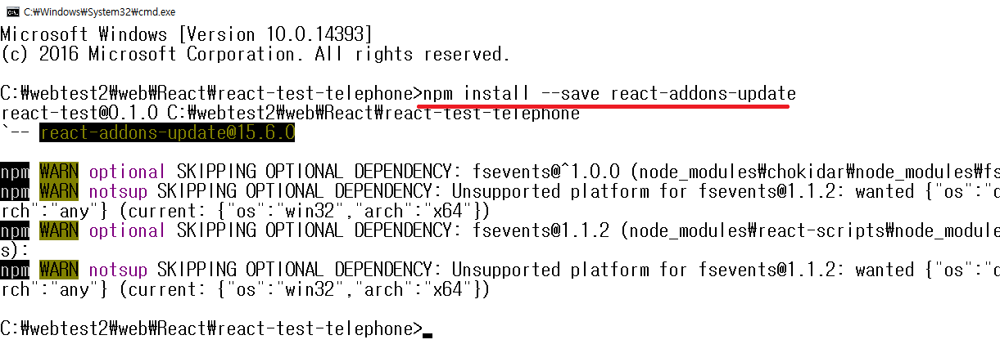 C:₩Windows₩System32₩cmd.exe
Microsoft Windows [Version 10.0.14393]
(c) 2016 Microsoft Corporation. All rights reserved.
C:₩webtest2₩web₩React₩react-test-telephone>npm install --save react-addons-update
react-test@0.1.0 C:₩webtest2₩web₩React₩react-test-telephone
`-- react-addons-update@15.6.0
npm WARN optional SKIPPING OPTIONAL DEPENDENCY: fsevents@^1.0.0 (node_modules₩chokidar₩node_modules₩fs
npm WARN notsup SKIPPING OPTIONAL DEPENDENCY: Unsupported platform for fsevents@1.1.2: wanted {"os":"d
rch":"any"} (current: {"os":"win32","arch":"x64"})
npm WARN optional SKIPPING OPTIONAL DEPENDENCY: fsevents@1.1.2 (node_modules₩react-scripts₩node_module
s):
npm WARN notsup SKIPPING OPTIONAL DEPENDENCY: Unsupported platform for fsevents@1.1.2: wanted {"os":"d
rch":"any"} (current: {"os":"win32","arch":"x64"})
C:₩webtest2₩web₩React₩react-test-telephone>